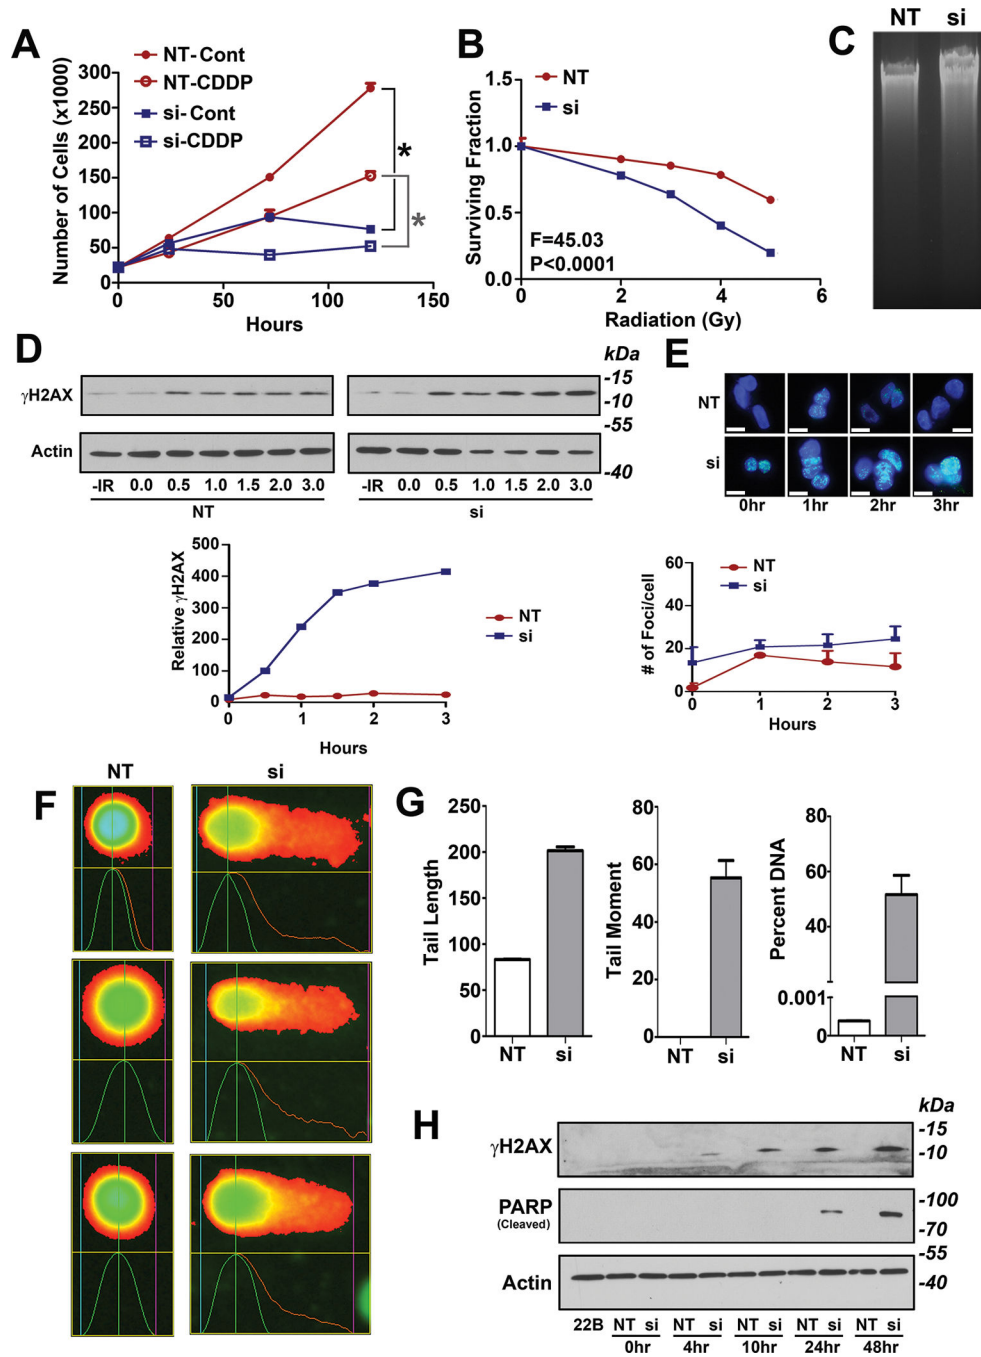 A
NT-Cont
NT-CDDP
si-Cont
si-CDDP
Number of Cells (x1000)
300
250
200
150
100
50
0
*
*
0 50 100 150
Hours
B
NT
si
Surviving Fraction
1.5
1.0
0.5
0.0
F=45.03
P<0.0001
0 2 4 6
Radiation (Gy)
C
NT si
D
kDa
γH2AX
-15
-10
Actin
-55
-40
-IR 0.0 0.5 1.0 1.5 2.0 3.0
NT
-IR 0.0 0.5 1.0 1.5 2.0 3.0
si
Relative γH2AX
500
400
300
200
100
0
0 1 2 3
Hours
NT
si
E
NT
si
0hr 1hr 2hr 3hr
# of Foci/cell
60
40
20
0
NT
si
0 1 2 3
Hours
F
NT si
G
Tail Length
250
200
150
100
50
0
NT si
Tail Moment
80
60
40
20
0
NT si
Percent DNA
80
60
40
0.001
0
NT si
H
kDa
γH2AX
-15
-10
PARP
(Cleaved)
-100
-70
Actin
-55
-40
22B NT si NT si NT si NT si NT si
0hr 4hr 10hr 24hr 48hr